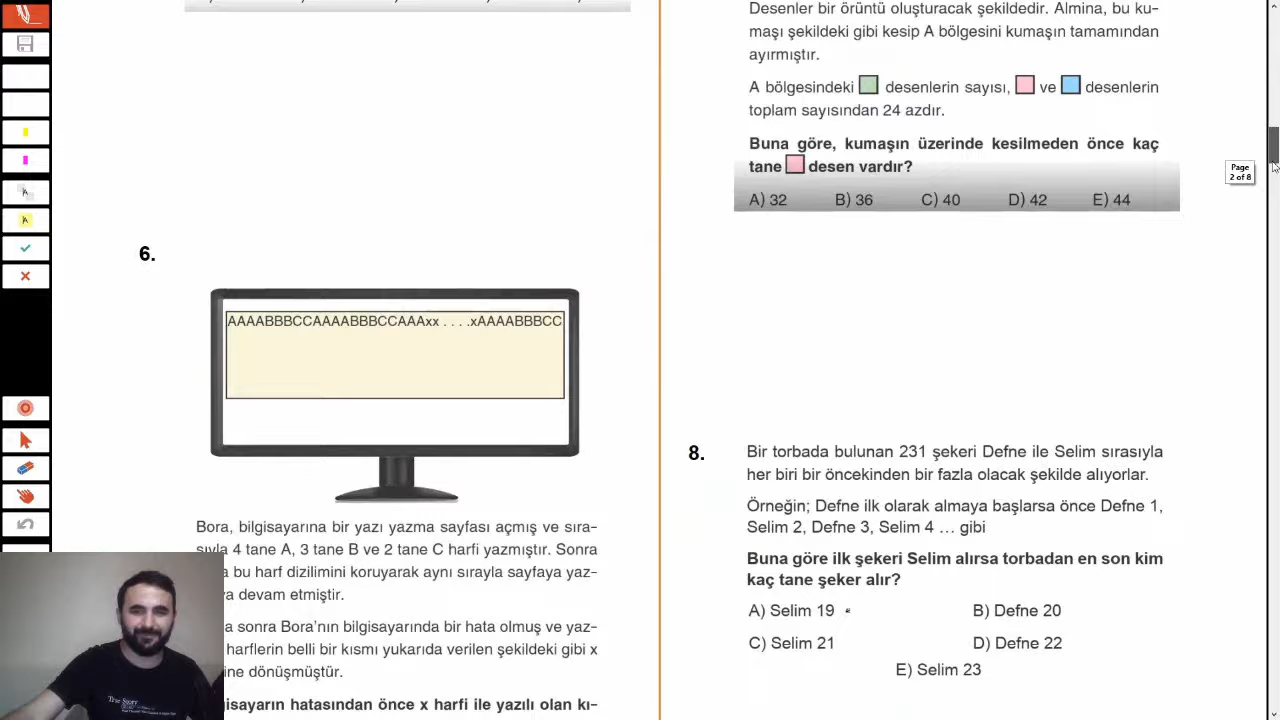 6.
AAAABBBCCAAAABBBCCAAAxx . . . .xAAAABBBCC
Bora, bilgisayarına bir yazı yazma sayfası açmış ve sıra-
sıyla 4 tane A, 3 tane B ve 2 tane C harfi yazmıştır. Sonra
bu harf dizilimini koruyarak aynı sırayla sayfaya yaz-
devam etmiştir.
sonra Bora'nın bilgisayarında bir hata olmuş ve yaz-
harflerin belli bir kısmı yukarıda verilen şekildeki gibi x
dönüşmüştür.
gisayarın hatasından önce x harfi ile yazılı olan kı-
Desenler bir örüntü oluşturacak şekildedir. Almina, bu ku-
maşı şekildeki gibi kesip A bölgesini kumaşın tamamından
ayırmıştır.
A bölgesindeki desenlerin sayısı, ve desenlerin
toplam sayısından 24 azdır.
Buna göre, kumaşın üzerinde kesilmeden önce kaç
tane desen vardır?
A) 32 B) 36 C) 40 D) 42 E) 44
8.
Bir torbada bulunan 231 şekeri Defne ile Selim sırasıyla
her biri bir öncekinden bir fazla olacak şekilde alıyorlar.
Örneğin; Defne ilk olarak almaya başlarsa önce Defne 1,
Selim 2, Defne 3, Selim 4 … gibi
Buna göre ilk şekeri Selim alırsa torbadan en son kim
kaç tane şeker alır?
A) Selim 19 B) Defne 20
C) Selim 21 D) Defne 22
E) Selim 23
Page
2 of 8
True Story